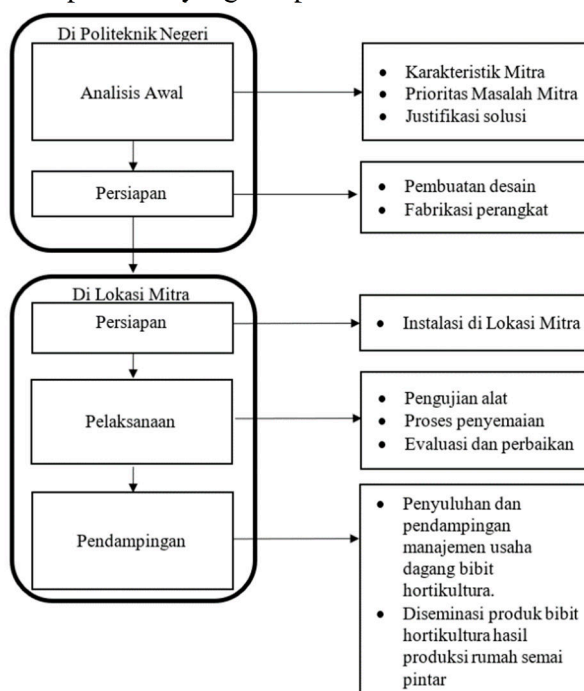 Di Politeknik Negeri
Analisis Awal
• Karakteristik Mitra
• Prioritas Masalah Mitra
• Justifikasi solusi
Persiapan
• Pembuatan desain
• Fabrikasi perangkat
Di Lokasi Mitra
Persiapan
• Instalasi di Lokasi Mitra
Pelaksanaan
• Pengujian alat
• Proses penyemaian
• Evaluasi dan perbaikan
Pendampingan
• Penyuluhan dan
pendampingan
manajemen usaha
dagang bibit
hortikultura.
• Diseminasi produk bibit
hortikultura hasil
produksi rumah semai
pintar